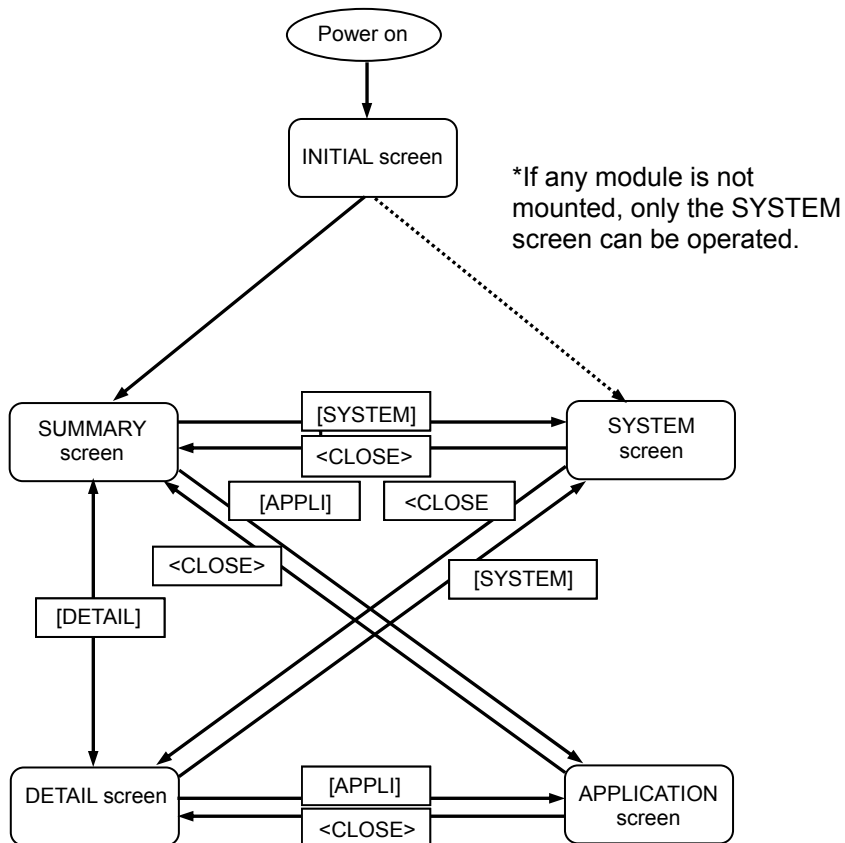 Power on
INITIAL screen
*If any module is not
mounted, only the SYSTEM
screen can be operated.
SUMMARY
screen
[SYSTEM]
<CLOSE>
SYSTEM
screen
[APPLI]
<CLOSE
<CLOSE>
[SYSTEM]
[DETAIL]
DETAIL screen
[APPLI]
<CLOSE>
APPLICATION
screen